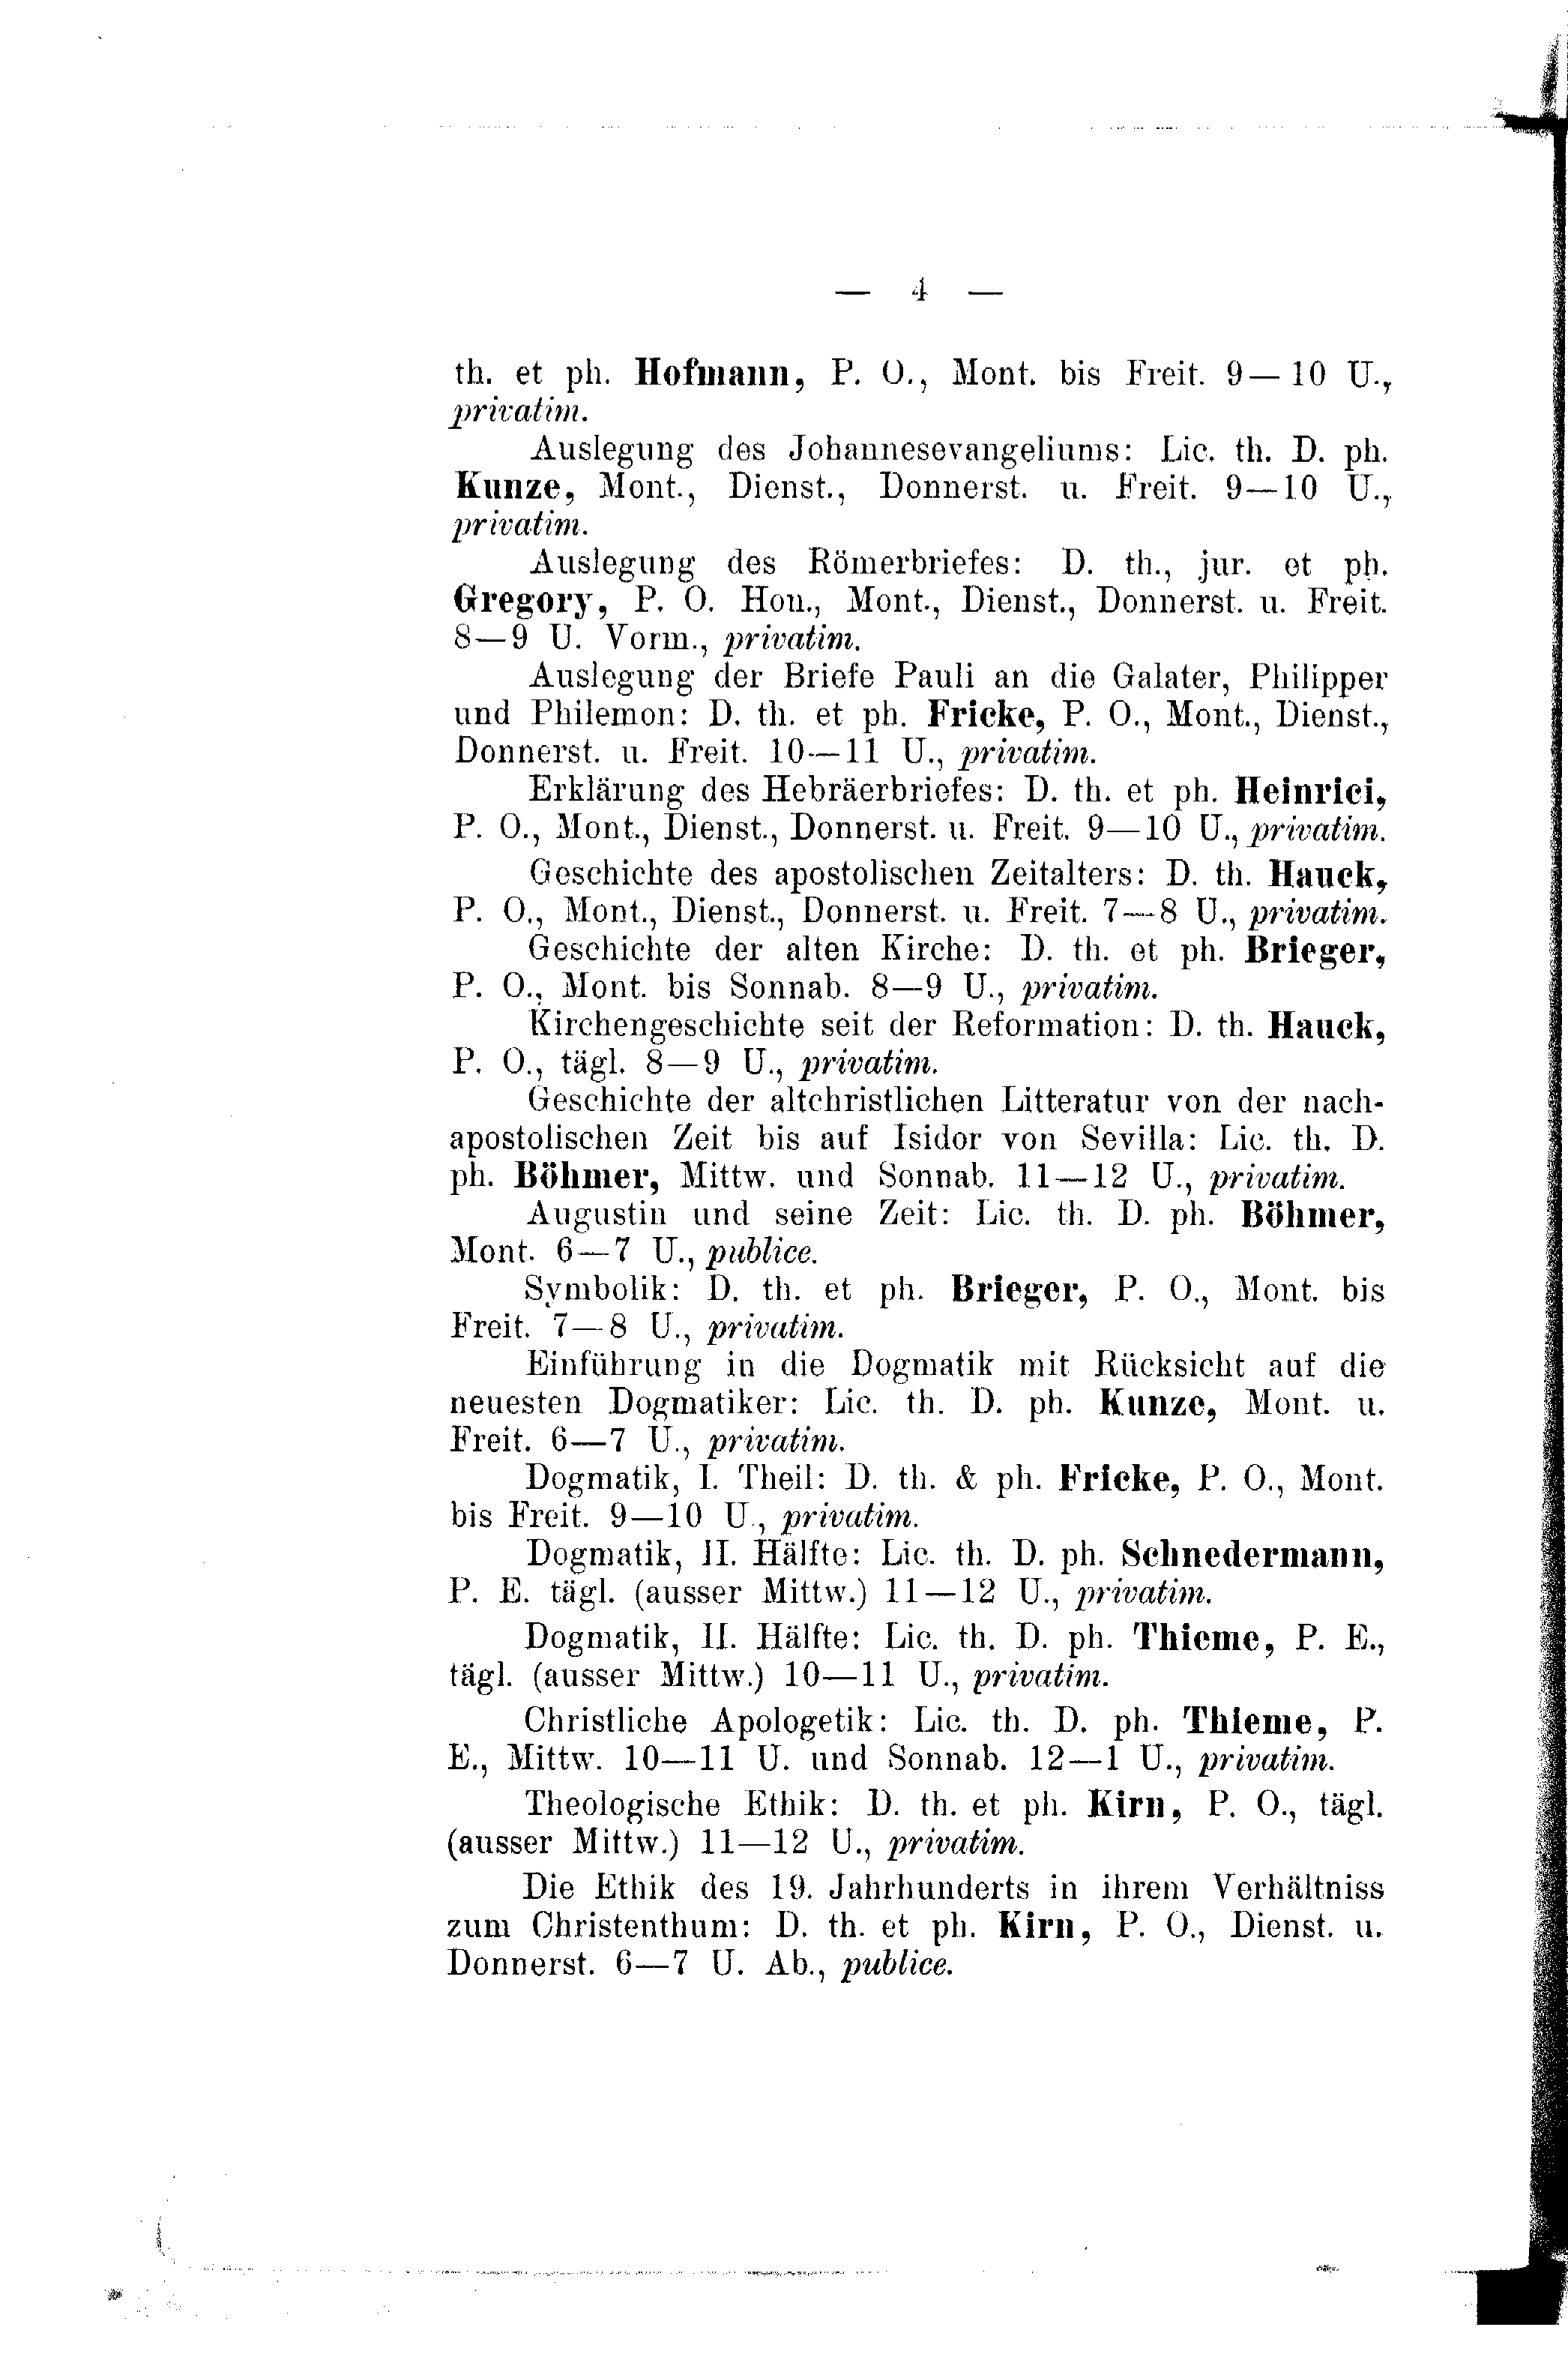 — 4 —
th. et ph. Hofmann, P. O., Mont. bis Freit. 9—10 U.,
privatim.
Auslegung des Johannesevangeliums: Lic. th. D. ph.
Kunze, Mont., Dienst., Donnerst. u. Freit. 9—10 U.,
privatim.
Auslegung des Römerbriefes: D. th., jur. et ph.
Gregory, P. O. Hon., Mont., Dienst., Donnerst. u. Freit.
8—9 U. Vorm., privatim.
Auslegung der Briefe Pauli an die Galater, Philipper
und Philemon: D. th. et ph. Fricke, P. O., Mont., Dienst.,
Donnerst. u. Freit. 10—11 U., privatim.
Erklärung des Hebräerbriefes: D. th. et ph. Heinrici,
P. O., Mont., Dienst., Donnerst. u. Freit. 9—10 U., privatim.
Geschichte des apostolischen Zeitalters: D. th. Hauck,
P. O., Mont., Dienst., Donnerst. u. Freit. 7—8 U., privatim.
Geschichte der alten Kirche: D. th. et ph. Brieger,
P. O., Mont. bis Sonnab. 8—9 U., privatim.
Kirchengeschichte seit der Reformation: D. th. Hauck,
P. O., tägl. 8—9 U., privatim.
Geschichte der altchristlichen Litteratur von der nach-
apostolischen Zeit bis auf Isidor von Sevilla: Lic. th. D.
ph. Böhmer, Mittw. und Sonnab. 11—12 U., privatim.
Augustin und seine Zeit: Lic. th. D. ph. Böhmer,
Mont. 6—7 U., publice.
Symbolik: D. th. et ph. Brieger, P. O., Mont. bis
Freit. 7—8 U., privatim.
Einführung in die Dogmatik mit Rücksicht auf die
neuesten Dogmatiker: Lic. th. D. ph. Kunze, Mont. u.
Freit. 6—7 U., privatim.
Dogmatik, I. Theil: D. th. & ph. Fricke, P. O., Mont.
bis Freit. 9—10 U., privatim.
Dogmatik, II. Hälfte: Lic. th. D. ph. Schnedermann,
P. E. tägl. (ausser Mittw.) 11—12 U., privatim.
Dogmatik, II. Hälfte: Lic. th. D. ph. Thieme, P. E.,
tägl. (ausser Mittw.) 10—11 U., privatim.
Christliche Apologetik: Lic. th. D. ph. Thieme, P.
E., Mittw. 10—11 U. und Sonnab. 12—1 U., privatim.
Theologische Ethik: D. th. et ph. Kirn, P. O., tägl.
(ausser Mittw.) 11—12 U., privatim.
Die Ethik des 19. Jahrhunderts in ihrem Verhältniss
zum Christenthum: D. th. et ph. Kirn, P. O., Dienst. u.
Donnerst. 6—7 U. Ab., publice.